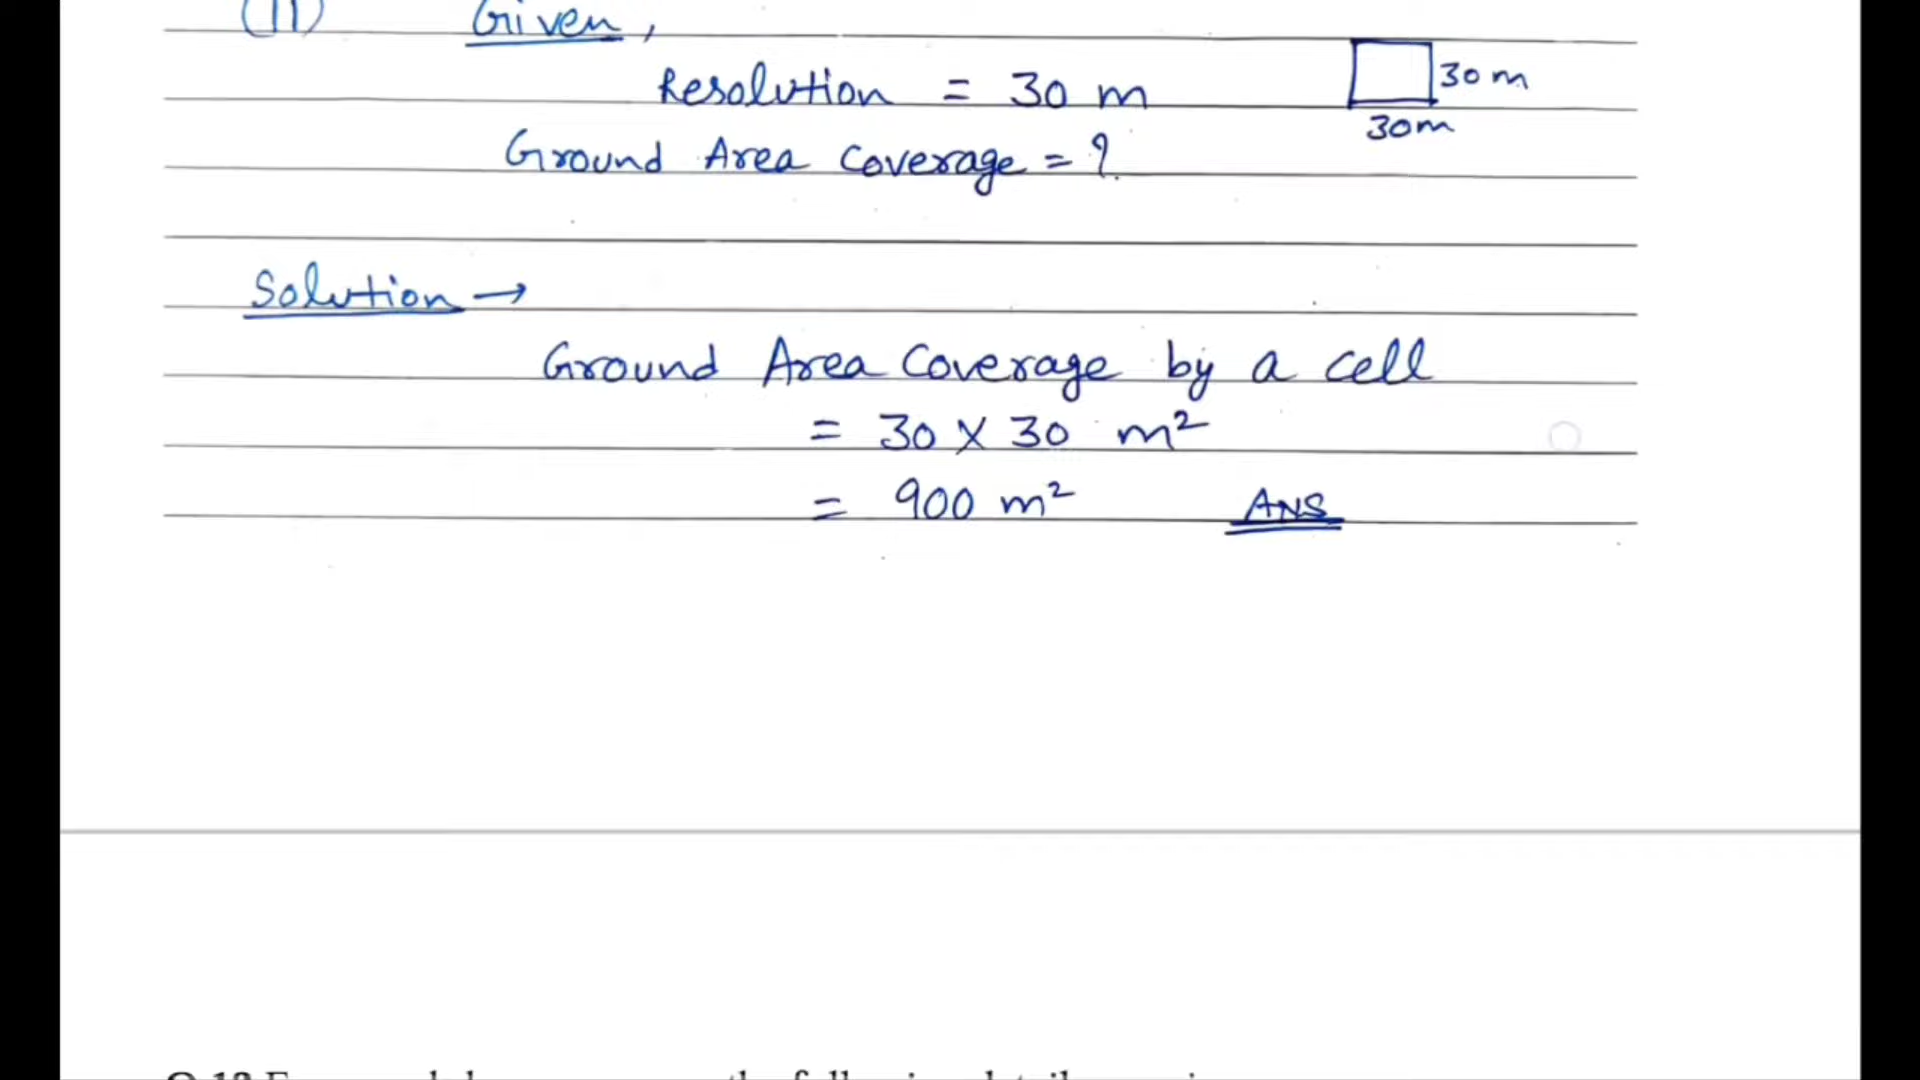 (11) Given,
Resolution = 30 m
30 m
30m
Ground Area Coverage = ?
Solution →
Ground Area Coverage by a cell
= 30 X 30 m²
= 900 m² ANS